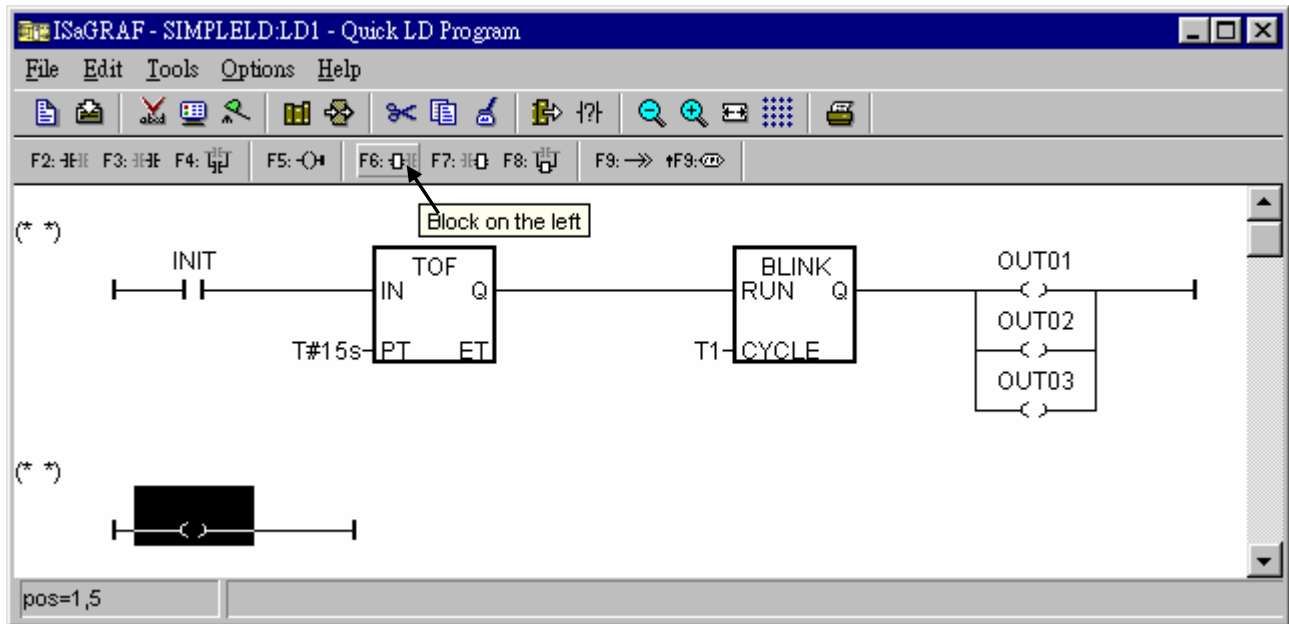 ISaGRAF - SIMPLELD:LD1 - Quick LD Program
File Edit Tools Options Help
F2: F3: F4: F5: F6: F7: F8: F9: F9:
Block on the left
(* *)
INIT TOF BLINK OUT01
IN Q RUN Q
OUT02
T#15s PT ET T1 CYCLE
OUT03
(* *)
pos=1,5